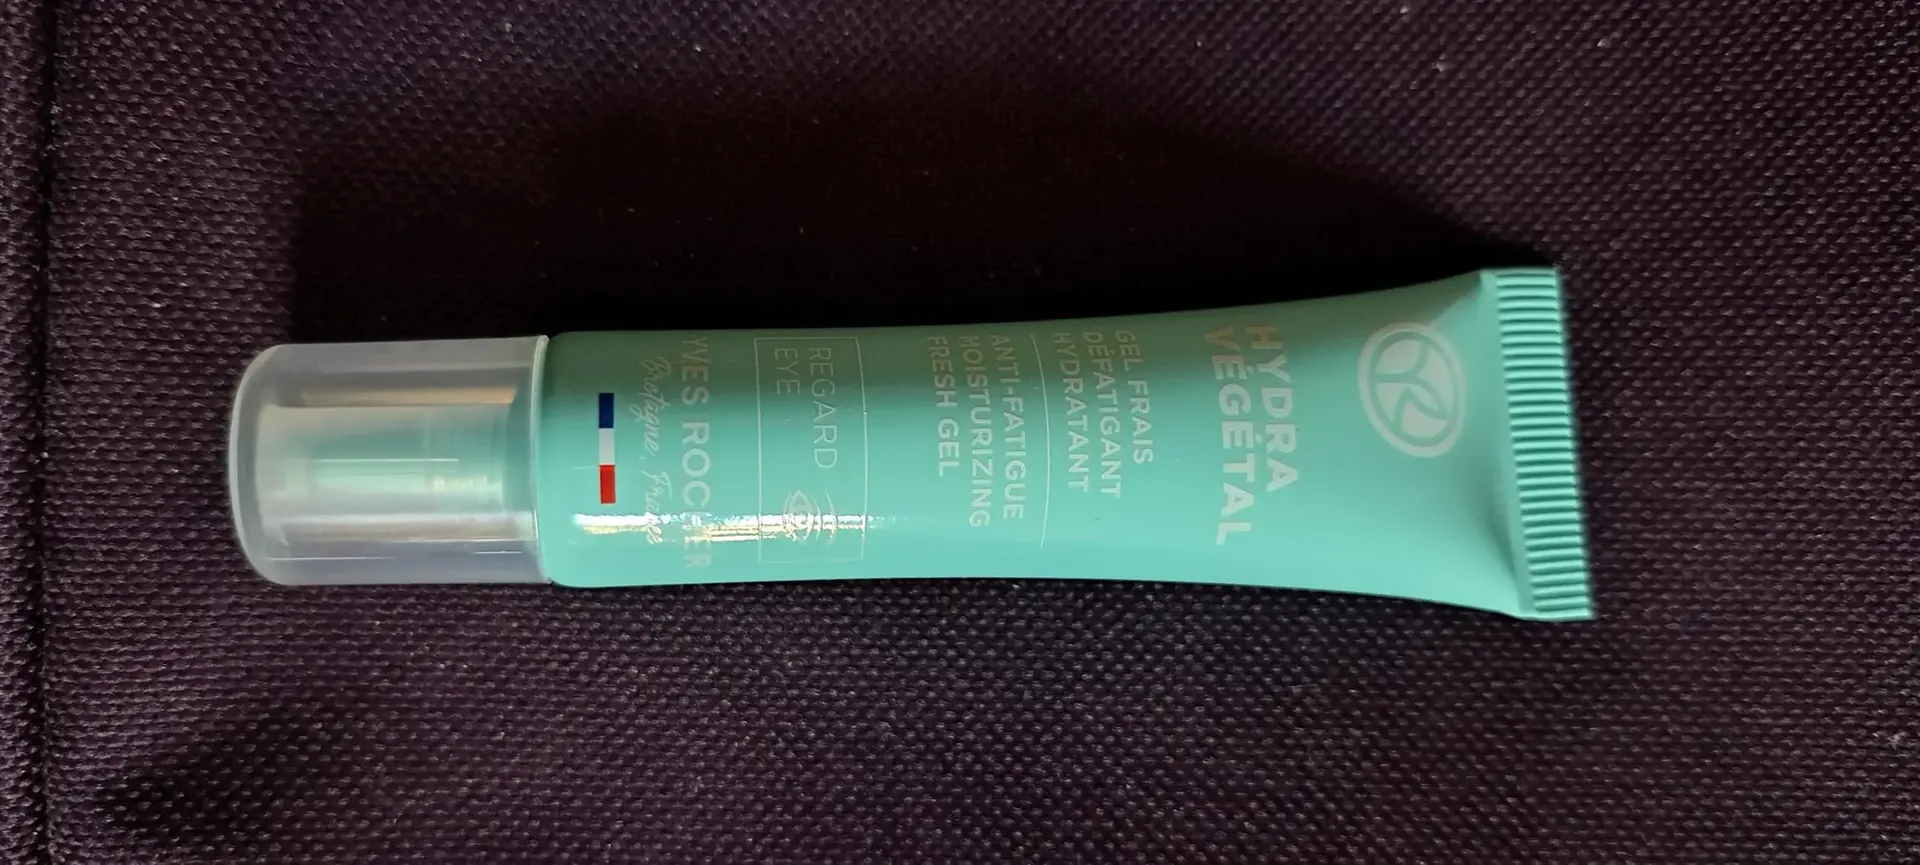 HYDRA
VÉGÉTAL
GEL FRAIS
DÉFATIGANT
HYDRATANT
ANTI-FATIGUE
MOISTURIZING
FRESH GEL
REGARD
EYE
YVES ROCHER
Bretagne, France